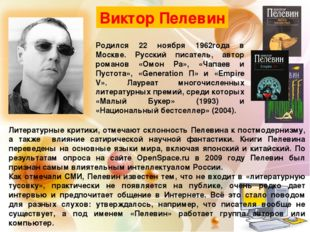 Виктор Пелевин
Родился 22 ноября 1962года в
Москве. Русский писатель, автор
романов «Омон Ра», «Чапаев и
Пустота», «Generation П» и «Empire
V». Лауреат многочисленных
литературных премий, среди которых
«Малый Букер» (1993) и
«Национальный бестселлер» (2004).
Литературные критики, отмечают склонность Пелевина к постмодернизму,
а также влияние сатирической научной фантастики. Книги Пелевина
переведены на основные языки мира, включая японский и китайский. По
результатам опроса на сайте OpenSpace.ru в 2009 году Пелевин был
признан самым влиятельным интеллектуалом России.
Как отмечали СМИ, Пелевин известен тем, что не входит в «литературную
тусовку», практически не появляется на публике, очень редко дает
интервью и предпочитает общение в Интернете. Всё это стало поводом
для разных слухов: утверждалось, например, что писателя вообще не
существует, а под именем «Пелевин» работает группа авторов или
компьютер.
Пелевин